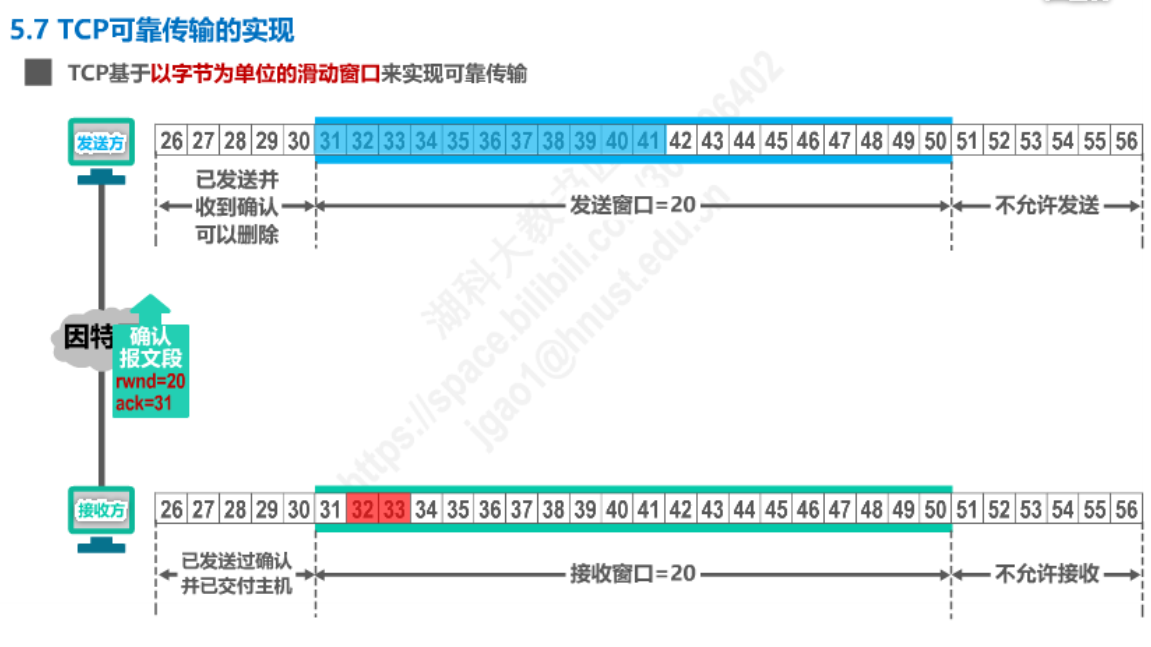 5.7 TCP可靠传输的实现
TCP基于以字节为单位的滑动窗口来实现可靠传输
发送方
26 27 28 29 30 31 32 33 34 35 36 37 38 39 40 41 42 43 44 45 46 47 48 49 50 51 52 53 54 55 56
已发送并
收到确认
可以删除
发送窗口=20
不允许发送
因特
确认
报文段
rwnd=20
ack=31
接收方
26 27 28 29 30 31 32 33 34 35 36 37 38 39 40 41 42 43 44 45 46 47 48 49 50 51 52 53 54 55 56
已发送过确认
并已交付主机
接收窗口=20
不允许接收
湖科大教书
https://space.bilibili.co
jgao1@hnust.edu.cn